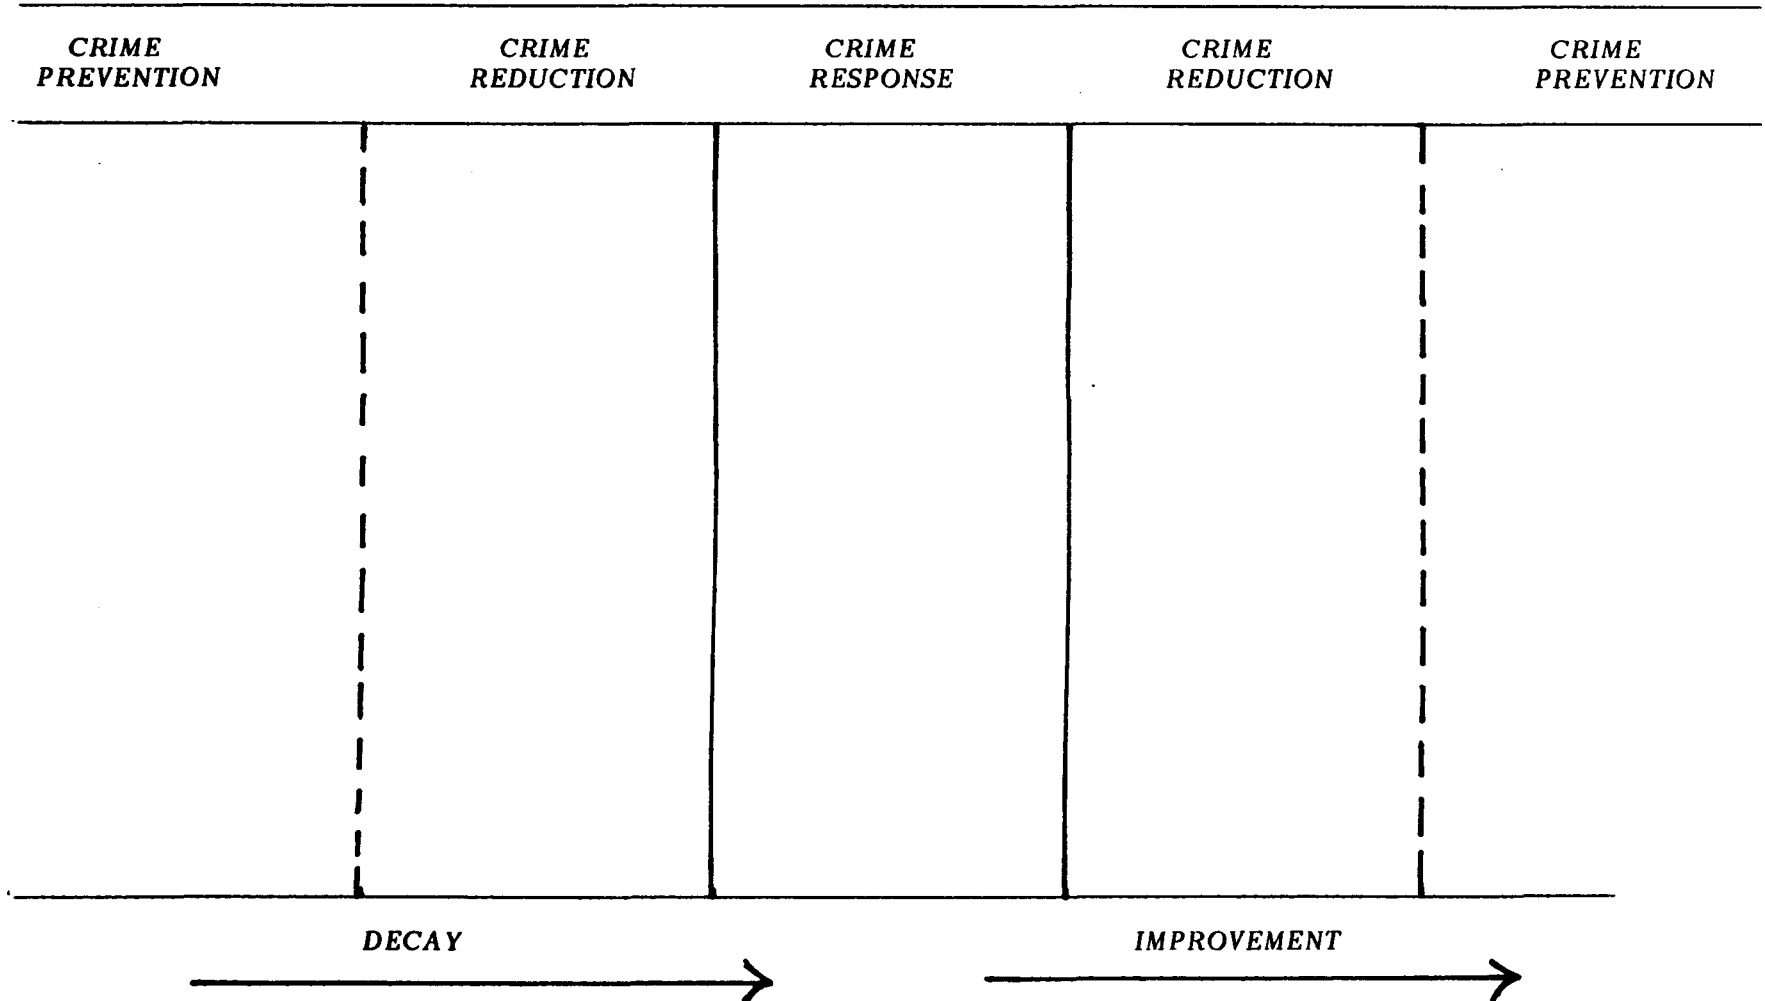 CRIME
PREVENTION
CRIME
REDUCTION
CRIME
RESPONSE
CRIME
REDUCTION
CRIME
PREVENTION
DECAY
IMPROVEMENT